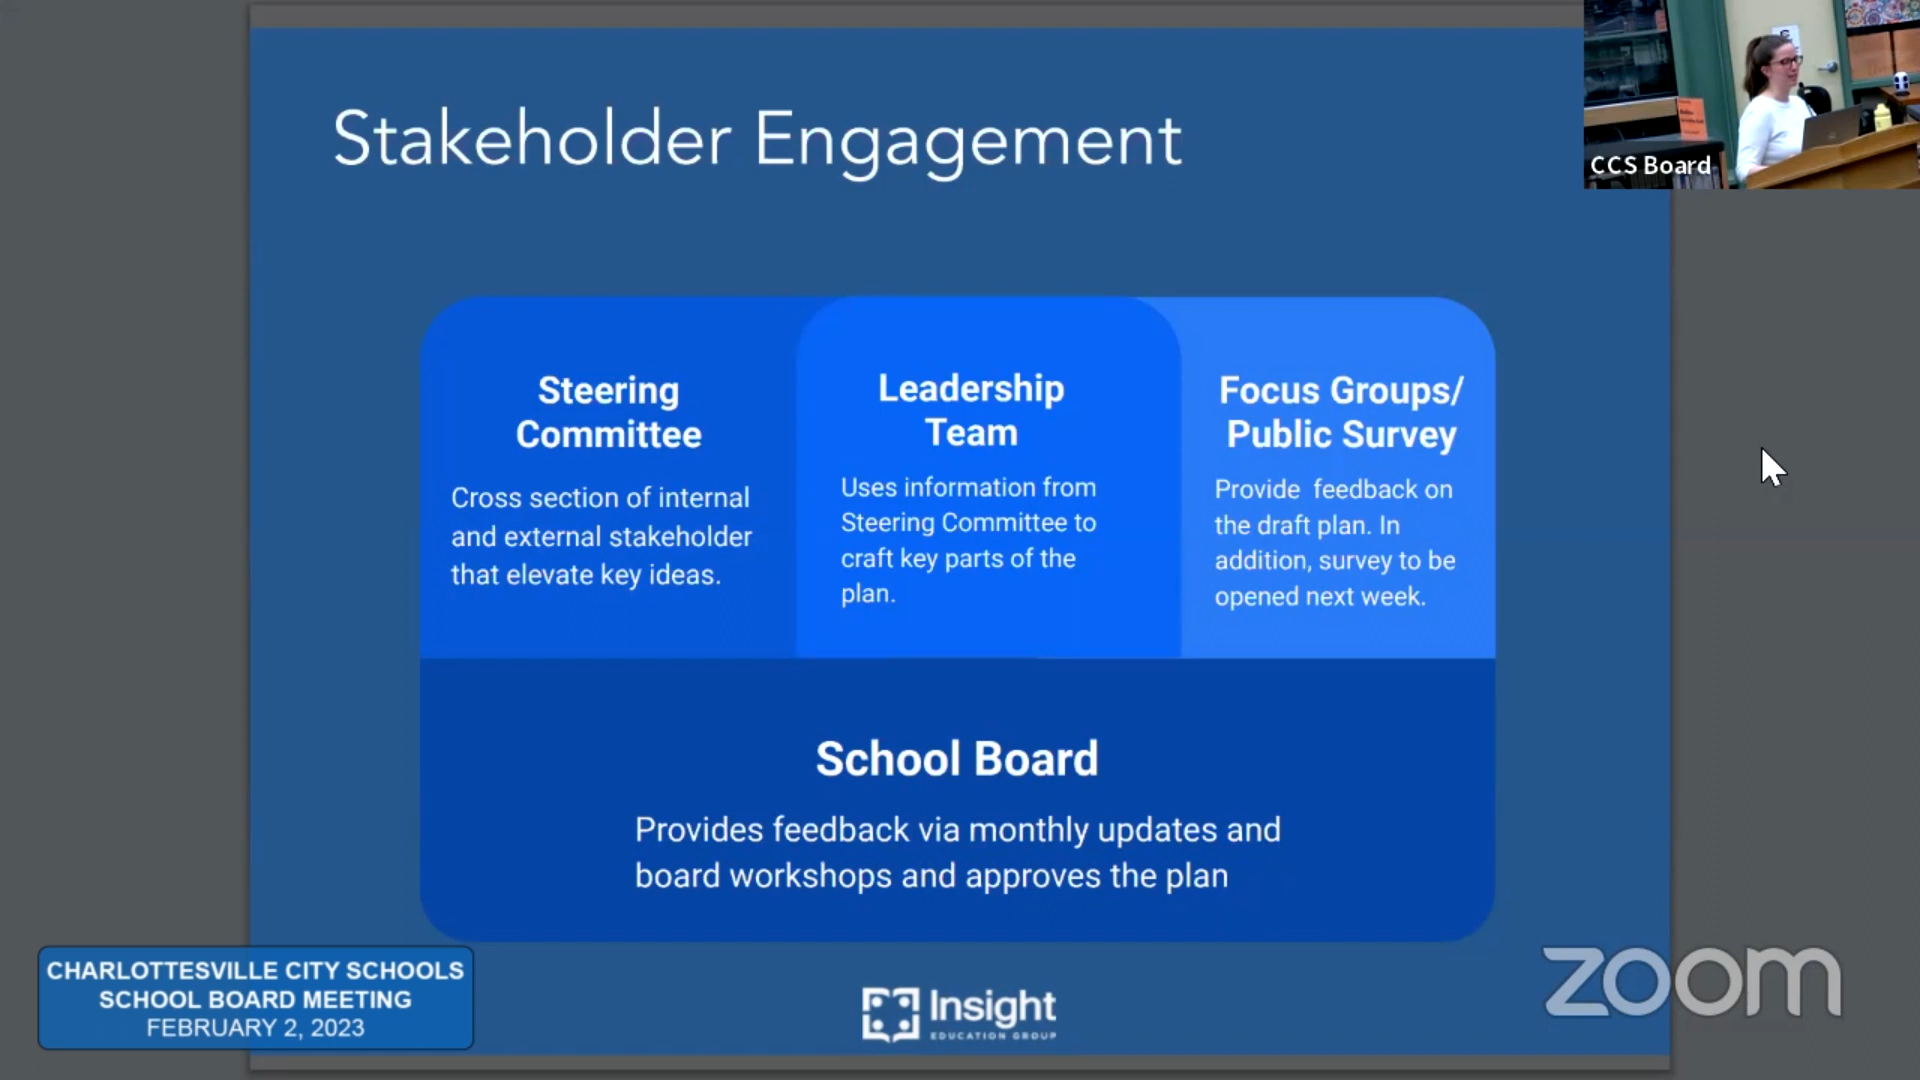 Stakeholder Engagement
CCS Board
Steering
Committee
Cross section of internal
and external stakeholder
that elevate key ideas.
Leadership
Team
Uses information from
Steering Committee to
craft key parts of the
plan.
Focus Groups/
Public Survey
Provide feedback on
the draft plan. In
addition, survey to be
opened next week.
School Board
Provides feedback via monthly updates and
board workshops and approves the plan
CHARLOTTESVILLE CITY SCHOOLS
SCHOOL BOARD MEETING
FEBRUARY 2, 2023
Insight
EDUCATION GROUP
zoom